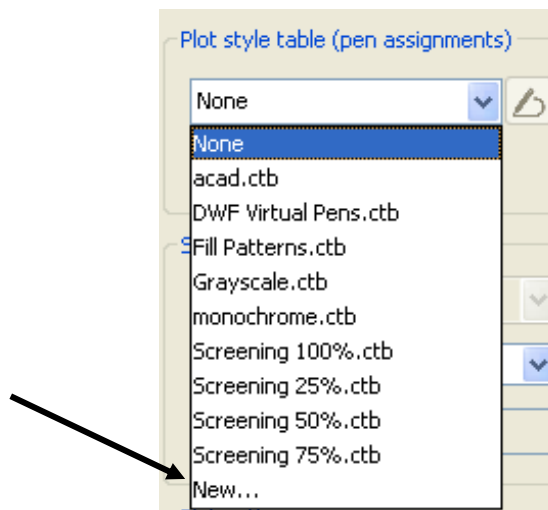 Plot style table (pen assignments)
None
None
acad.ctb
DWF Virtual Pens.ctb
Fill Patterns.ctb
Grayscale.ctb
monochrome.ctb
Screening 100%.ctb
Screening 25%.ctb
Screening 50%.ctb
Screening 75%.ctb
New...